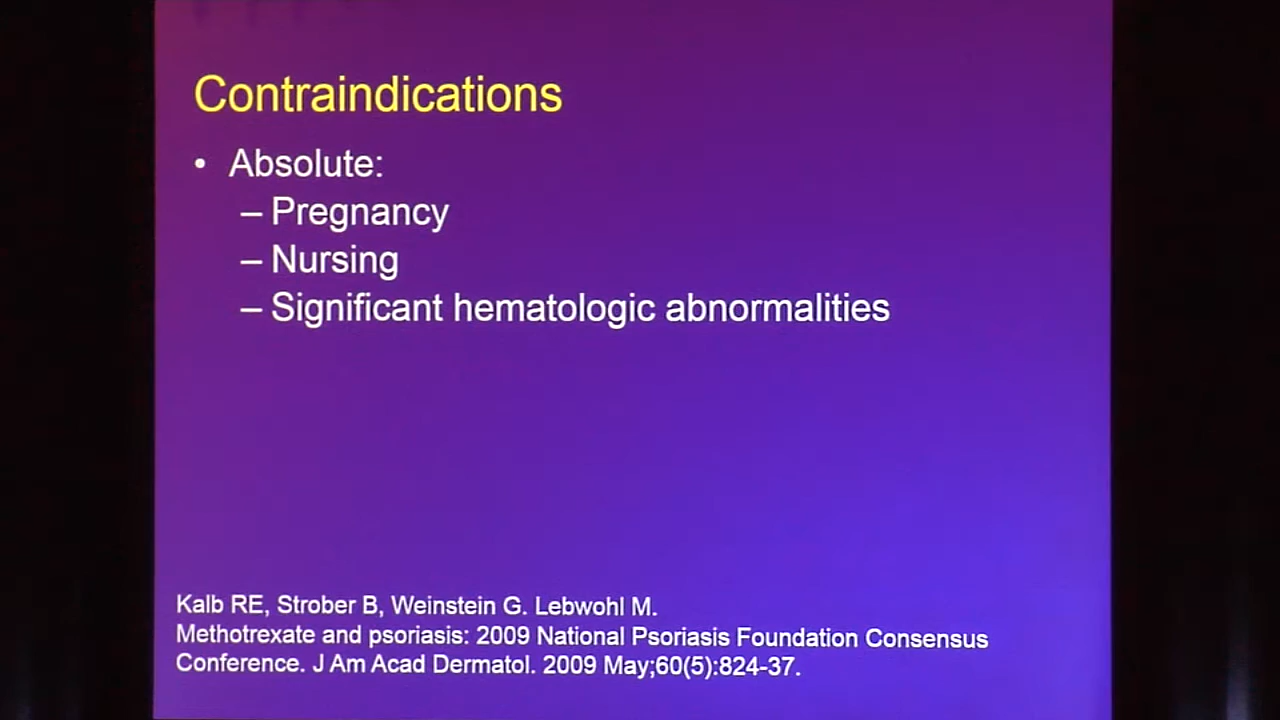 Contraindications
• Absolute:
– Pregnancy
– Nursing
– Significant hematologic abnormalities
Kalb RE, Strober B, Weinstein G. Lebwohl M.
Methotrexate and psoriasis: 2009 National Psoriasis Foundation Consensus
Conference. J Am Acad Dermatol. 2009 May;60(5):824-37.